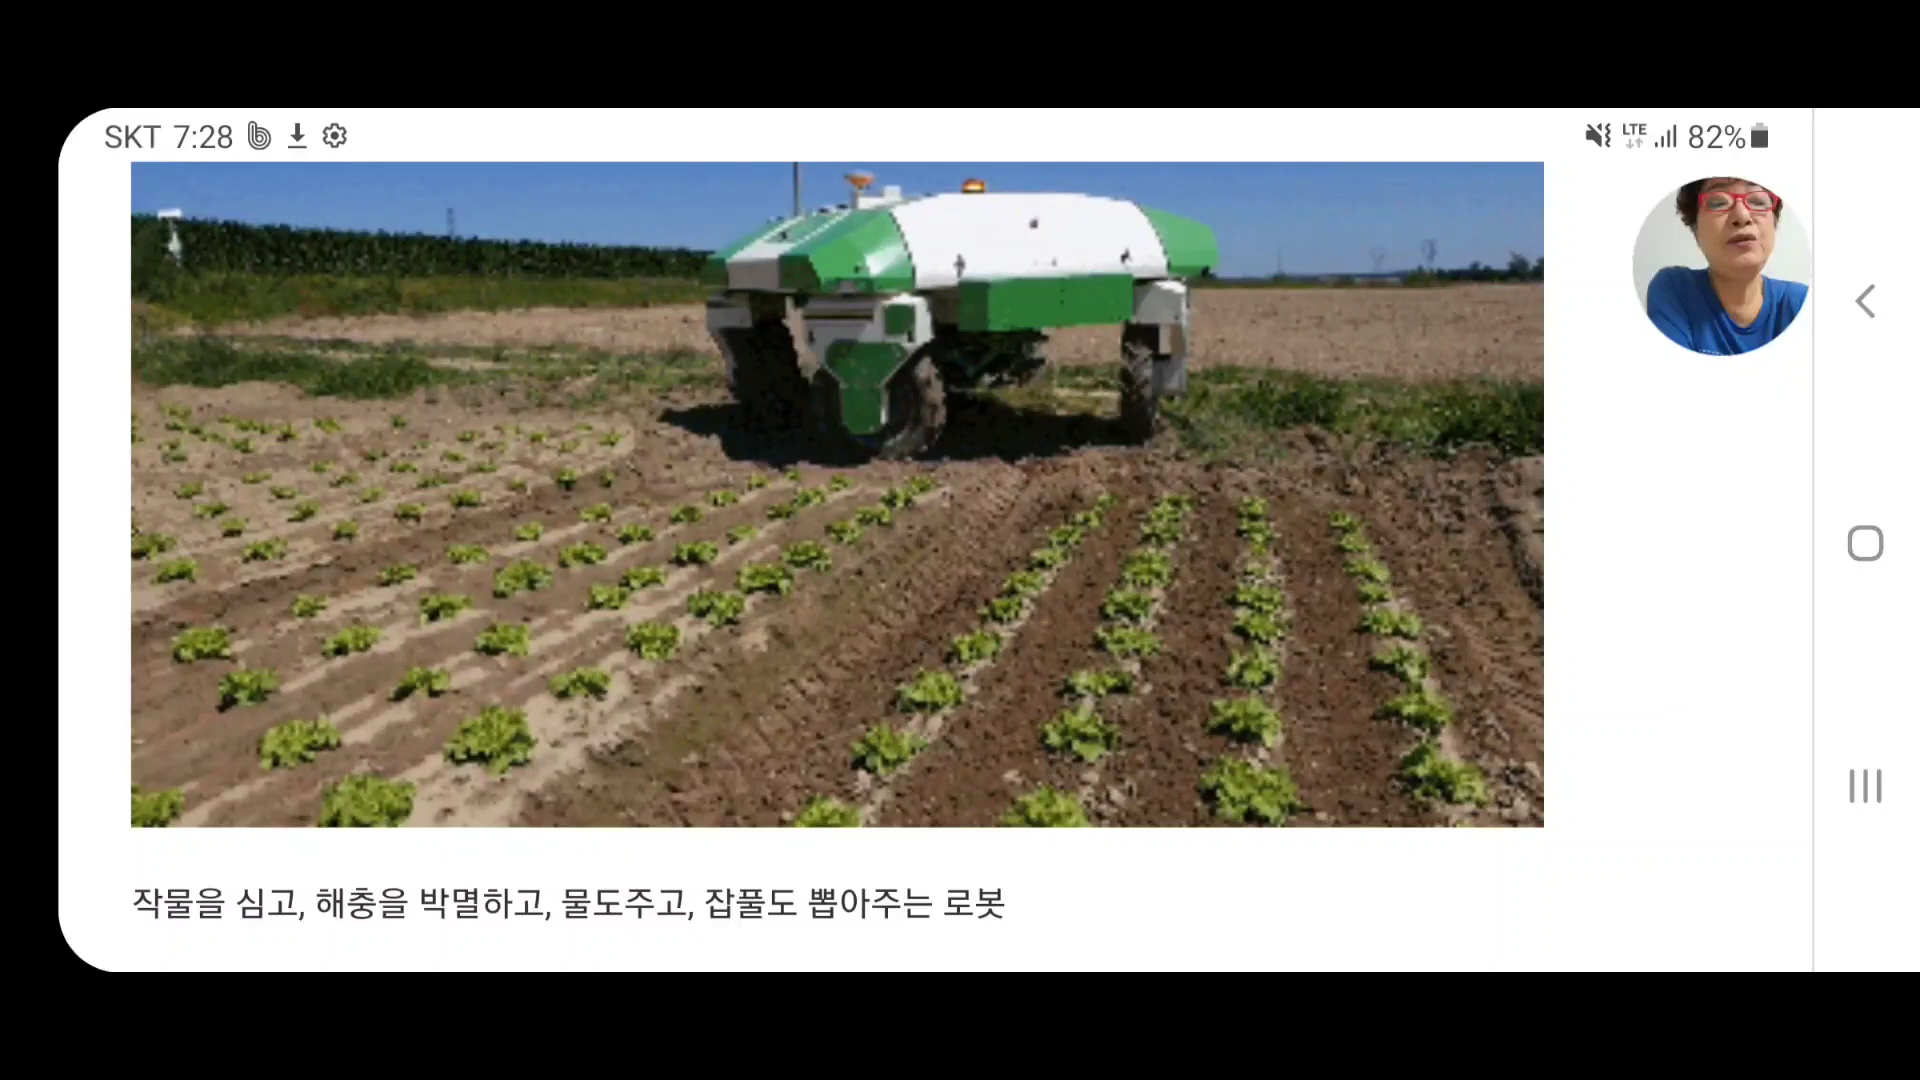 SKT 7:28
LTE 82%
작물을 심고, 해충을 박멸하고, 물도주고, 잡풀도 뽑아주는 로봇